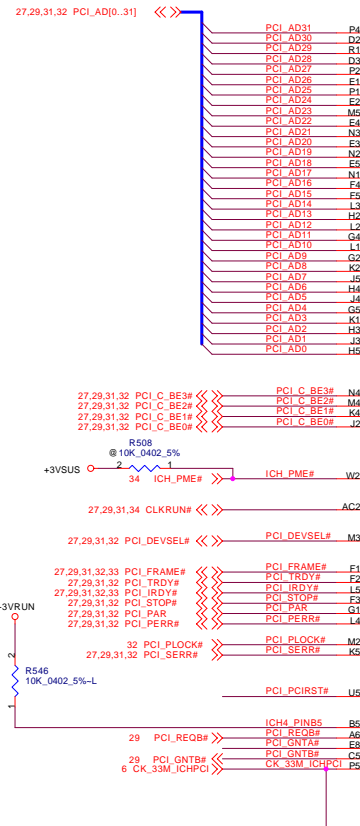 27,29,31,32 PCI_AD[0..31]
PCI_AD31 P4
PCI_AD30 D2
PCI_AD29 R1
PCI_AD28 D3
PCI_AD27 P2
PCI_AD26 E1
PCI_AD25 P1
PCI_AD24 E2
PCI_AD23 M5
PCI_AD22 E4
PCI_AD21 N3
PCI_AD20 E3
PCI_AD19 N2
PCI_AD18 E5
PCI_AD17 N1
PCI_AD16 F4
PCI_AD15 F5
PCI_AD14 L3
PCI_AD13 H2
PCI_AD12 L2
PCI_AD11 G4
PCI_AD10 L1
PCI_AD9 G2
PCI_AD8 K2
PCI_AD7 J5
PCI_AD6 H4
PCI_AD5 J4
PCI_AD4 G5
PCI_AD3 K1
PCI_AD2 H3
PCI_AD1 J3
PCI_AD0 H5
27,29,31,32 PCI_C_BE3# PCI_C_BE3# N4
27,29,31,32 PCI_C_BE2# PCI_C_BE2# M4
27,29,31,32 PCI_C_BE1# PCI_C_BE1# K4
27,29,31,32 PCI_C_BE0# PCI_C_BE0# J2
R508
@10K_0402_5%
+3VSUS 2 1
34 ICH_PME# ICH_PME# W2
27,29,31,34 CLKRUN# AC2
27,29,31,32 PCI_DEVSEL# PCI_DEVSEL# M3
27,29,31,32,33 PCI_FRAME# PCI_FRAME# F1
27,29,31,32 PCI_TRDY# PCI_TRDY# F2
27,29,31,32,33 PCI_IRDY# PCI_IRDY# L5
27,29,31,32 PCI_STOP# PCI_STOP# F3
27,29,31,32 PCI_PAR PCI_PAR G1
27,29,31,32 PCI_PERR# PCI_PERR# L4
+3VRUN
32 PCI_PLOCK# PCI_PLOCK# M2
27,29,31,32 PCI_SERR# PCI_SERR# K5
2
R546
10K_0402_5%~L
1
PCI_PCIRST# U5
ICH4_PINB5 B5
29 PCI_REQB# PCI_REQB# A6
PCI_GNTA# E8
29 PCI_GNTB# PCI_GNTB# C5
6 CK_33M_ICHPCI CK_33M_ICHPCI P5